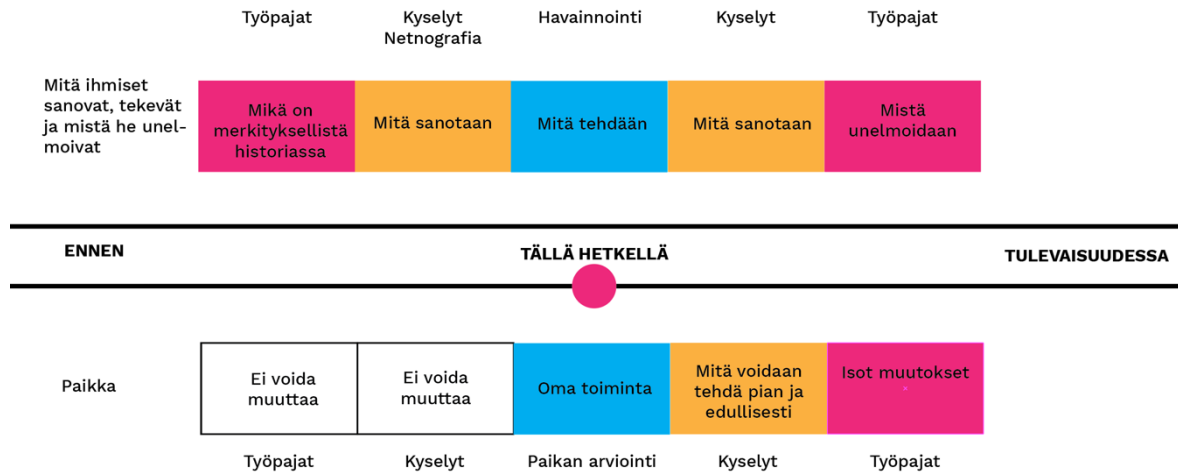 Työpajat
Kyselyt
Netnografia
Havainnointi
Kyselyt
Työpajat
Mitä ihmiset
sanovat, tekevät
ja mistä he unel-
moivat
Mikä on
merkityksellistä
historiassa
Mitä sanotaan
Mitä tehdään
Mitä sanotaan
Mistä
unelmoidaan
ENNEN
TÄLLÄ HETKELLÄ
TULEVAISUUDESSA
Paikka
Ei voida
muuttaa
Ei voida
muuttaa
Oma toiminta
Mitä voidaan
tehdä pian ja
edullisesti
Isot muutokset
Työpajat
Kyselyt
Paikan arviointi
Kyselyt
Työpajat